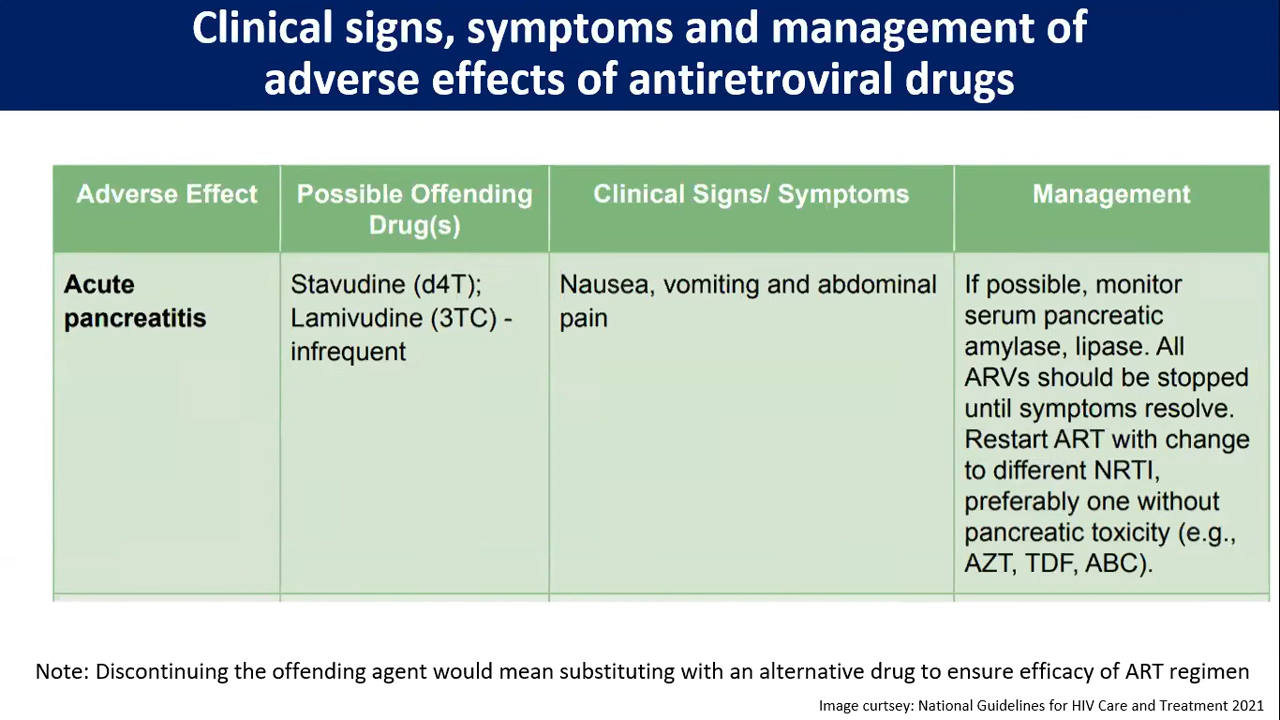 Clinical signs, symptoms and management of
adverse effects of antiretroviral drugs
Adverse Effect
Possible Offending
Drug(s)
Clinical Signs/ Symptoms
Management
Acute
pancreatitis
Stavudine (d4T);
Lamivudine (3TC) -
infrequent
Nausea, vomiting and abdominal
pain
If possible, monitor
serum pancreatic
amylase, lipase. All
ARVs should be stopped
until symptoms resolve.
Restart ART with change
to different NRTI,
preferably one without
pancreatic toxicity (e.g.,
AZT, TDF, ABC).
Note: Discontinuing the offending agent would mean substituting with an alternative drug to ensure efficacy of ART regimen
Image curtsey: National Guidelines for HIV Care and Treatment 2021